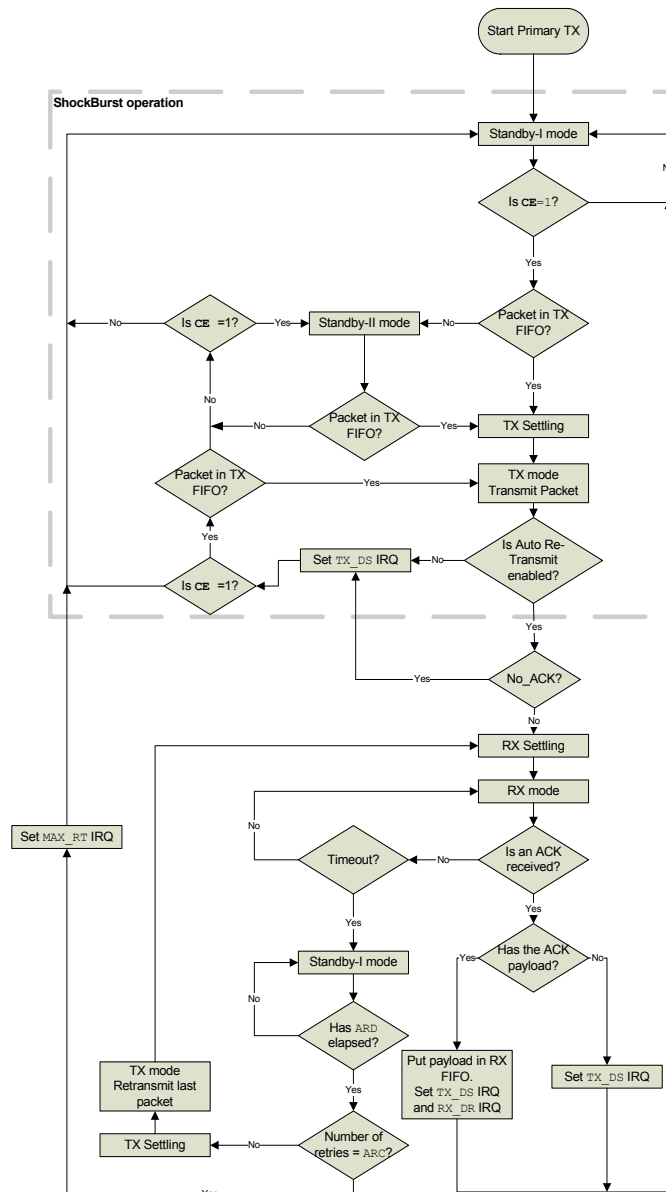 Start Primary TX
ShockBurst operation
Standby-I mode
N
Is CE=1?
Yes
Is CE =1?
No
Yes
Standby-II mode
No
Packet in TX
FIFO?
Yes
No
Packet in TX
FIFO?
No
Yes
TX Settling
Packet in TX
FIFO?
Yes
TX mode
Transmit Packet
Yes
Is CE =1?
Set TX_DS IRQ
No
Is Auto Re-
Transmit
enabled?
Yes
Yes
No_ACK?
No
RX Settling
RX mode
Set MAX_RT IRQ
No
Timeout?
No
Is an ACK
received?
Yes
Yes
Standby-I mode
Yes
Has the ACK
payload?
No
No
Has ARD
elapsed?
Yes
TX mode
Retransmit last
packet
Put payload in RX
FIFO.
Set TX_DS IRQ
and RX_DR IRQ
Set TX_DS IRQ
TX Settling
No
Number of
retries = ARC?
Yes